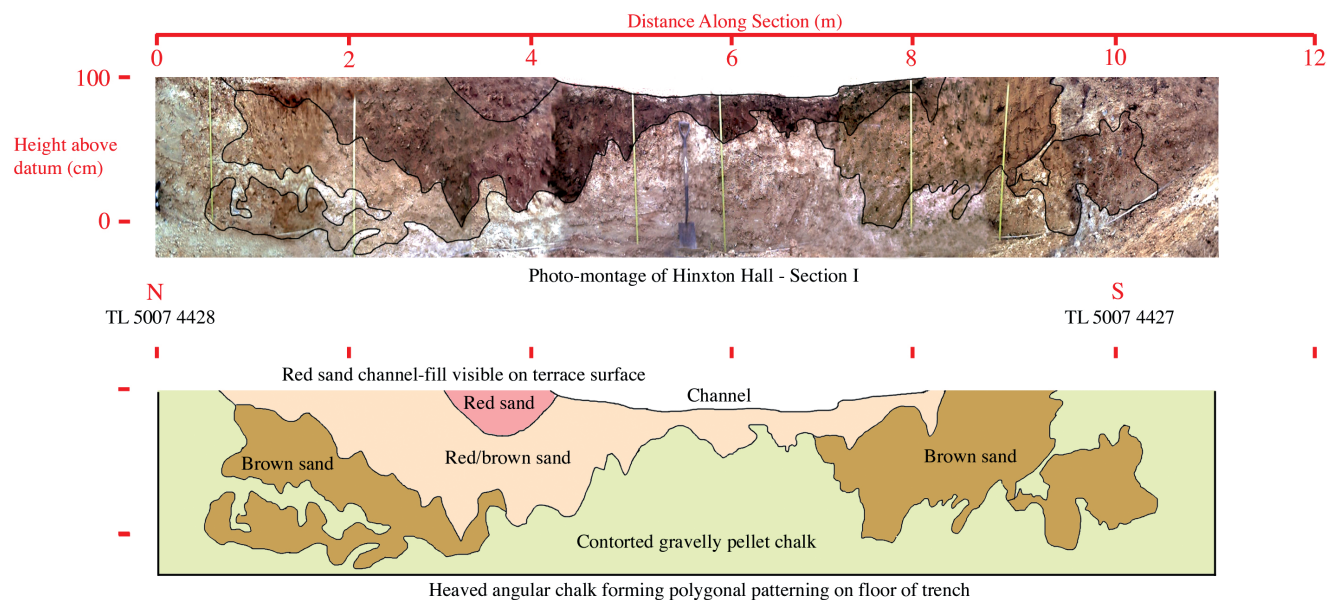 Distance Along Section (m)
0 2 4 6 8 10 12
100
Height above
datum (cm)
0
Photo-montage of Hinxton Hall - Section I
N S
TL 5007 4428 TL 5007 4427
Red sand channel-fill visible on terrace surface
Channel
Red sand
Red/brown sand
Brown sand
Brown sand
Contorted gravelly pellet chalk
Heaved angular chalk forming polygonal patterning on floor of trench